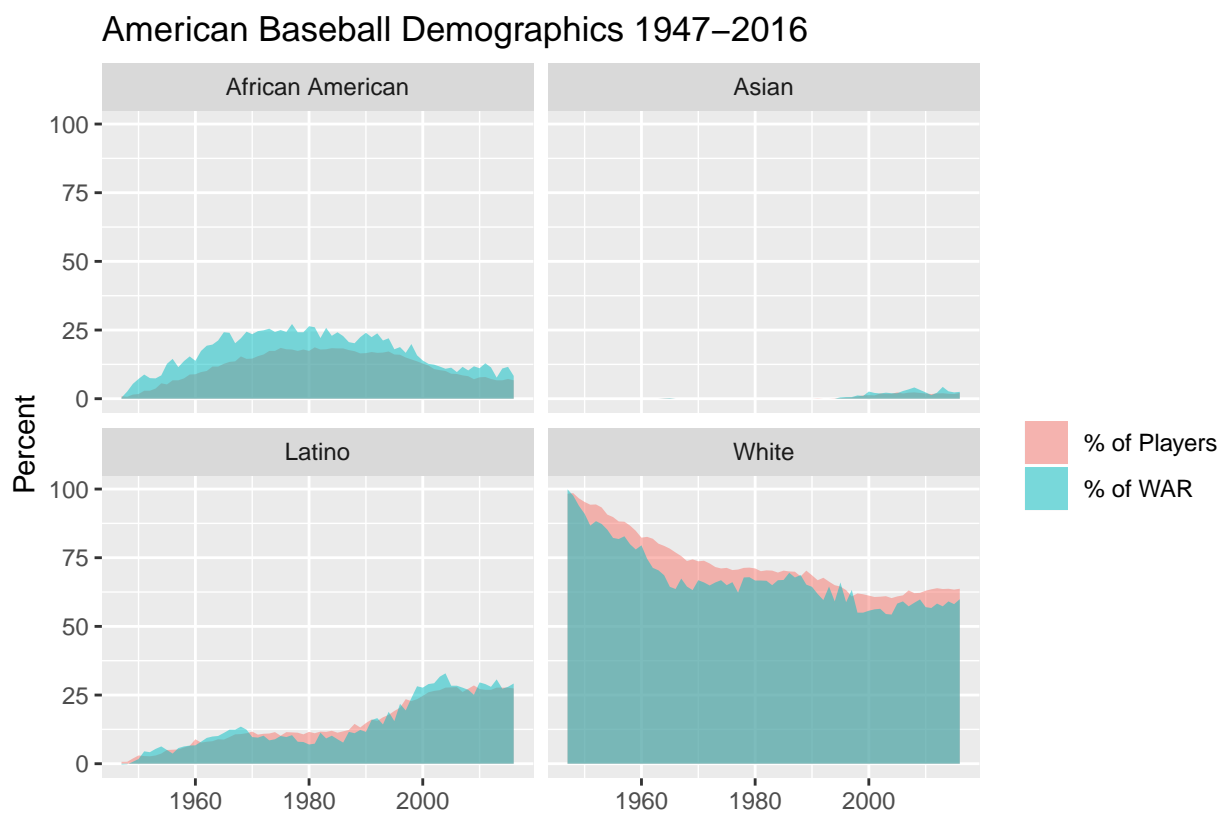 American Baseball Demographics 1947−2016
African American
Asian
100
75
50
25
0
Percent
Latino
White
100
75
50
25
0
1960
1980
2000
1960
1980
2000
% of Players
% of WAR